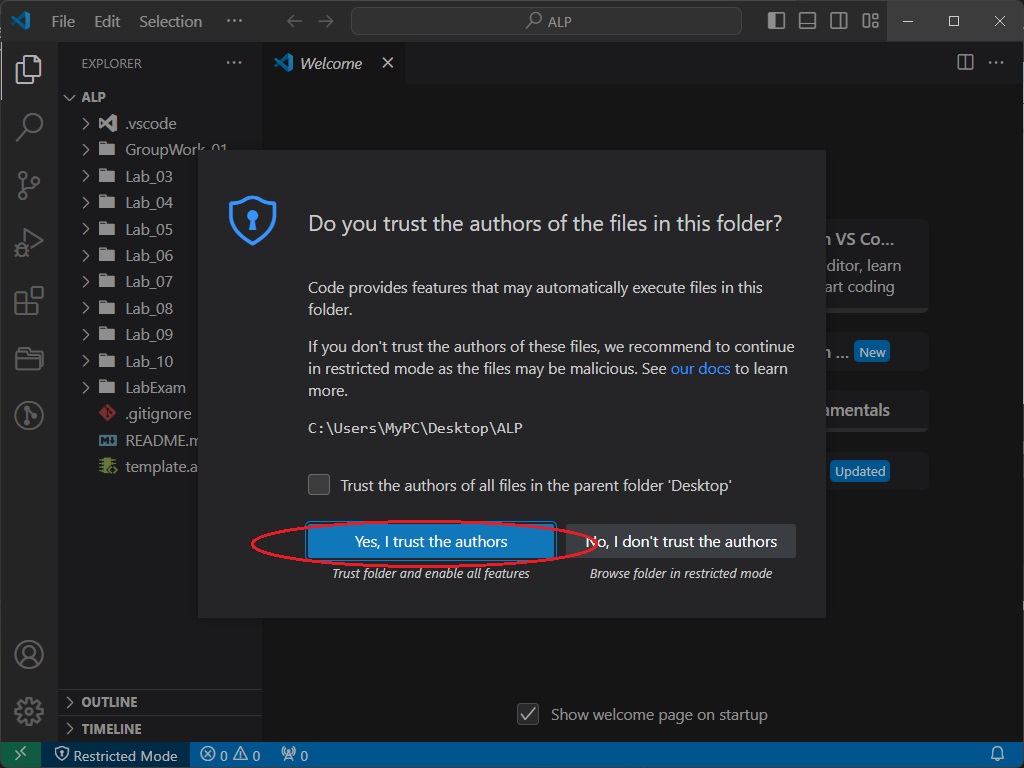 File Edit Selection ··· ALP
EXPLORER ···
Welcome
ALP
.vscode
GroupWork_01
Lab_03
Lab_04
Lab_05
Lab_06
Lab_07
Lab_08
Lab_09
Lab_10
LabExam
.gitignore
README.m
template.a
Do you trust the authors of the files in this folder?
Code provides features that may automatically execute files in this
folder.
If you don't trust the authors of these files, we recommend to continue
in restricted mode as the files may be malicious. See our docs to learn
more.
C:\Users\MyPC\Desktop\ALP
Trust the authors of all files in the parent folder 'Desktop'
Yes, I trust the authors
No, I don't trust the authors
Trust folder and enable all features
Browse folder in restricted mode
n VS Co...
ditor, learn
art coding
n ... New
amentals
Updated
Show welcome page on startup
OUTLINE
TIMELINE
Restricted Mode 0 0 0